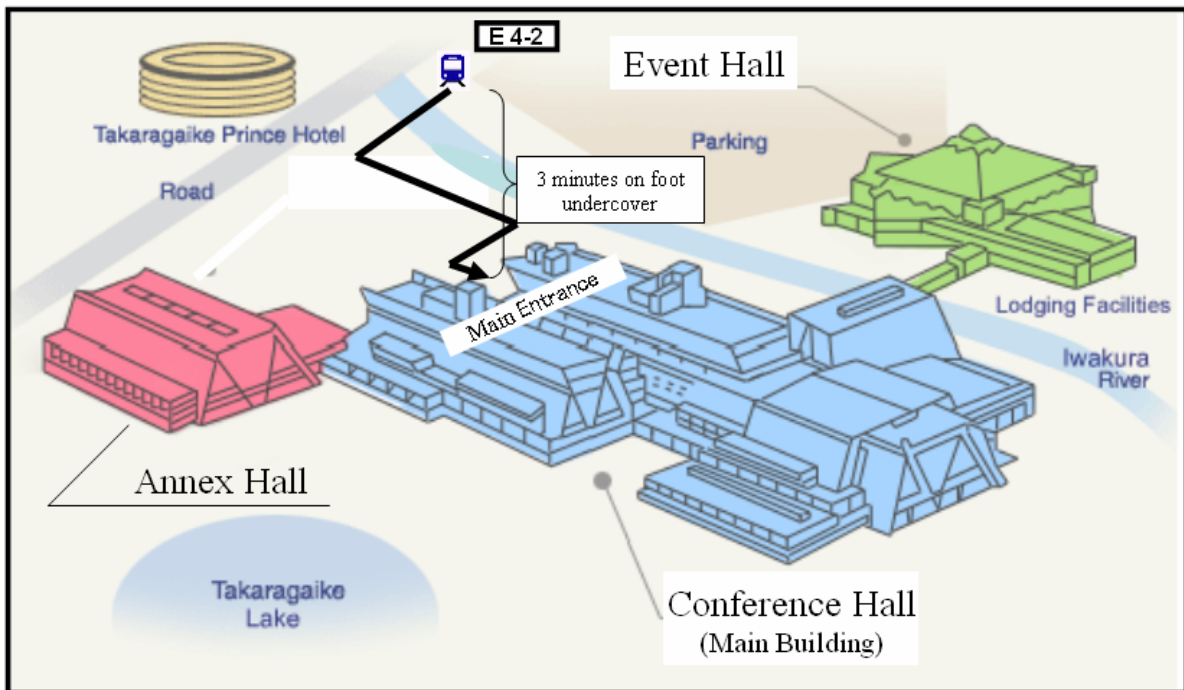 E 4-2
Event Hall
Takaragaike Prince Hotel
Parking
Road
3 minutes on foot
undercover
Main Entrance
Lodging Facilities
Iwakura
River
Annex Hall
Takaragaike
Lake
Conference Hall
(Main Building)